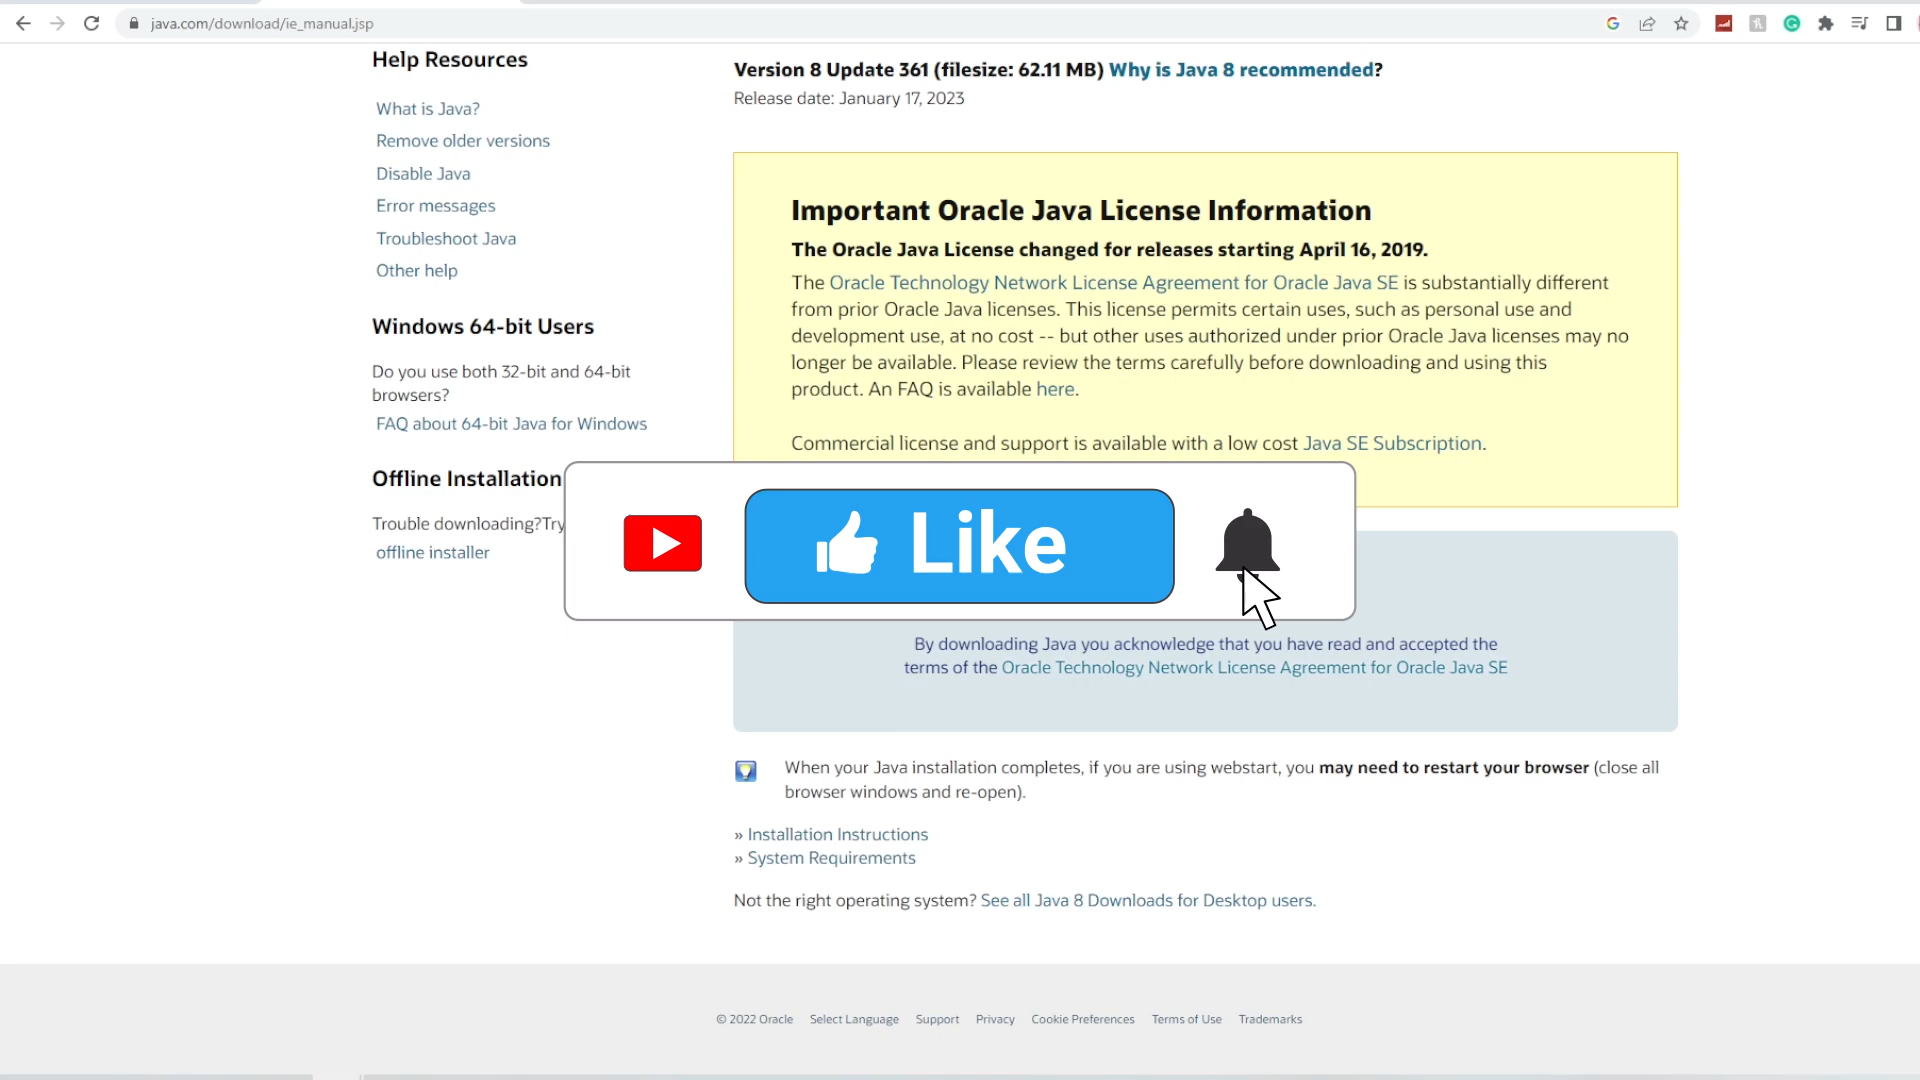 java.com/download/ie_manual.jsp
Help Resources
What is Java?
Remove older versions
Disable Java
Error messages
Troubleshoot Java
Other help
Windows 64-bit Users
Do you use both 32-bit and 64-bit
browsers?
FAQ about 64-bit Java for Windows
Offline Installation
Trouble downloading?Try
offline installer
Version 8 Update 361 (filesize: 62.11 MB) Why is Java 8 recommended?
Release date: January 17, 2023
Important Oracle Java License Information
The Oracle Java License changed for releases starting April 16, 2019.
The Oracle Technology Network License Agreement for Oracle Java SE is substantially different
from prior Oracle Java licenses. This license permits certain uses, such as personal use and
development use, at no cost -- but other uses authorized under prior Oracle Java licenses may no
longer be available. Please review the terms carefully before downloading and using this
product. An FAQ is available here.
Commercial license and support is available with a low cost Java SE Subscription.
Like
By downloading Java you acknowledge that you have read and accepted the
terms of the Oracle Technology Network License Agreement for Oracle Java SE
When your Java installation completes, if you are using webstart, you may need to restart your browser (close all
browser windows and re-open).
» Installation Instructions
» System Requirements
Not the right operating system? See all Java 8 Downloads for Desktop users.
© 2022 Oracle Select Language Support Privacy Cookie Preferences Terms of Use Trademarks